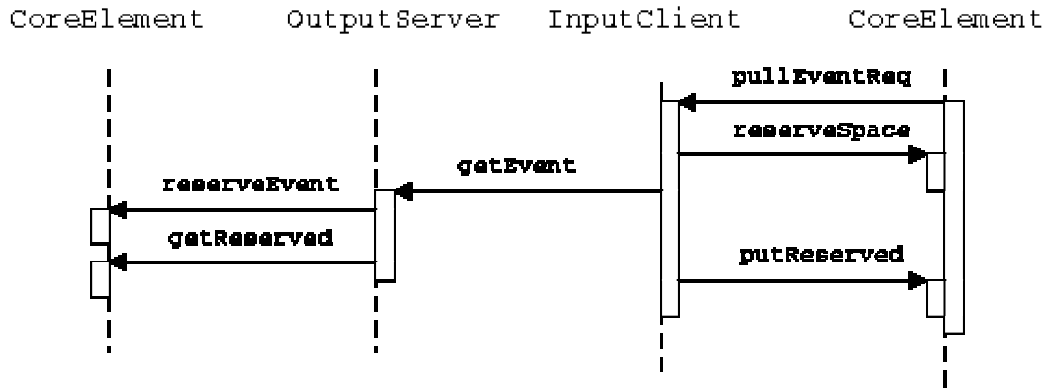 CoreElement OutputServer InputClient CoreElement
pullEventReq
reserveSpace
getEvent
reserveEvent
getReserved
putReserved